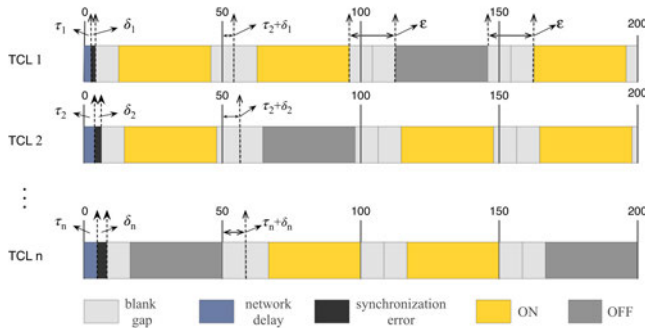 0 50 100 150 200
τ1 δ1 τ2+δ1 ε ε
TCL 1
0 50 100 150 200
τ2 δ2 τ2+δ2
TCL 2
⋮
0 50 100 150 200
τn δn τn+δn
TCL n
blank gap
network delay
synchronization error
ON
OFF